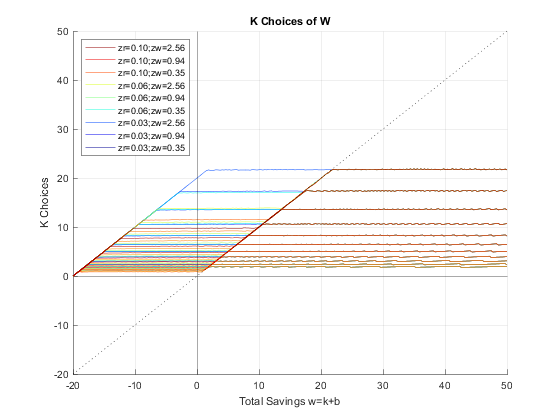 K Choices of W
50
40
30
20
10
0
-10
-20
K Choices
zr=0.10;zw=2.56
zr=0.10;zw=0.94
zr=0.10;zw=0.35
zr=0.06;zw=2.56
zr=0.06;zw=0.94
zr=0.06;zw=0.35
zr=0.03;zw=2.56
zr=0.03;zw=0.94
zr=0.03;zw=0.35
-20 -10 0 10 20 30 40 50
Total Savings w=k+b